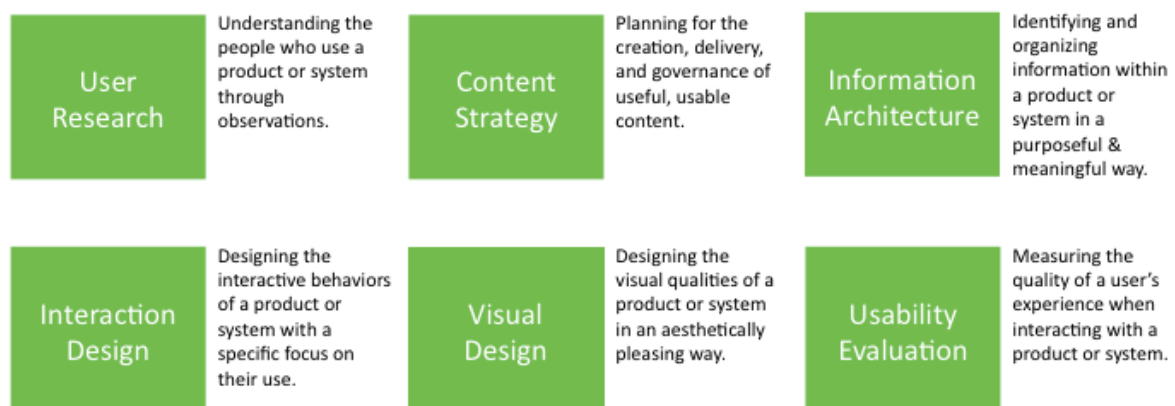 User
Research
Understanding the
people who use a
product or system
through
observations.
Content
Strategy
Planning for the
creation, delivery,
and governance of
useful, usable
content.
Information
Architecture
Identifying and
organizing
information within
a product or
system in a
purposeful &
meaningful way.
Interaction
Design
Designing the
interactive behaviors
of a product or
system with a
specific focus on
their use.
Visual
Design
Designing the
visual qualities of a
product or system
in an aesthetically
pleasing way.
Usability
Evaluation
Measuring the
quality of a user's
experience when
interacting with a
product or system.